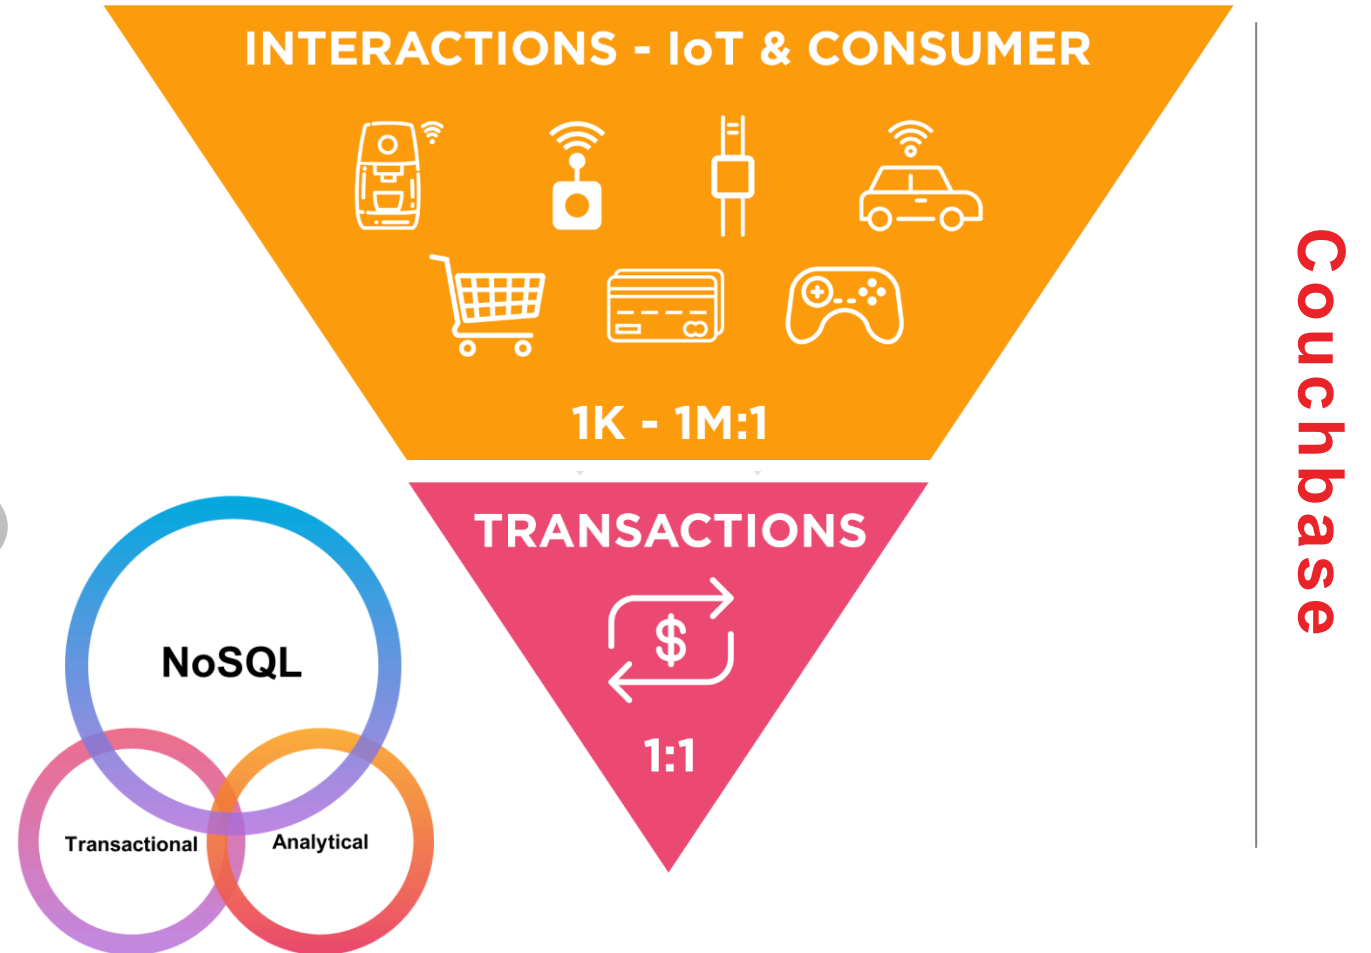 INTERACTIONS - IoT & CONSUMER
1K - 1M:1
TRANSACTIONS
$
1:1
NoSQL
Transactional
Analytical
Couchbase